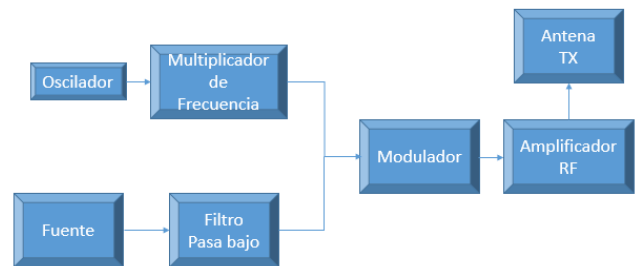 Oscilador
Multiplicador
de
Frecuencia
Fuente
Filtro
Pasa bajo
Modulador
Amplificador
RF
Antena
TX